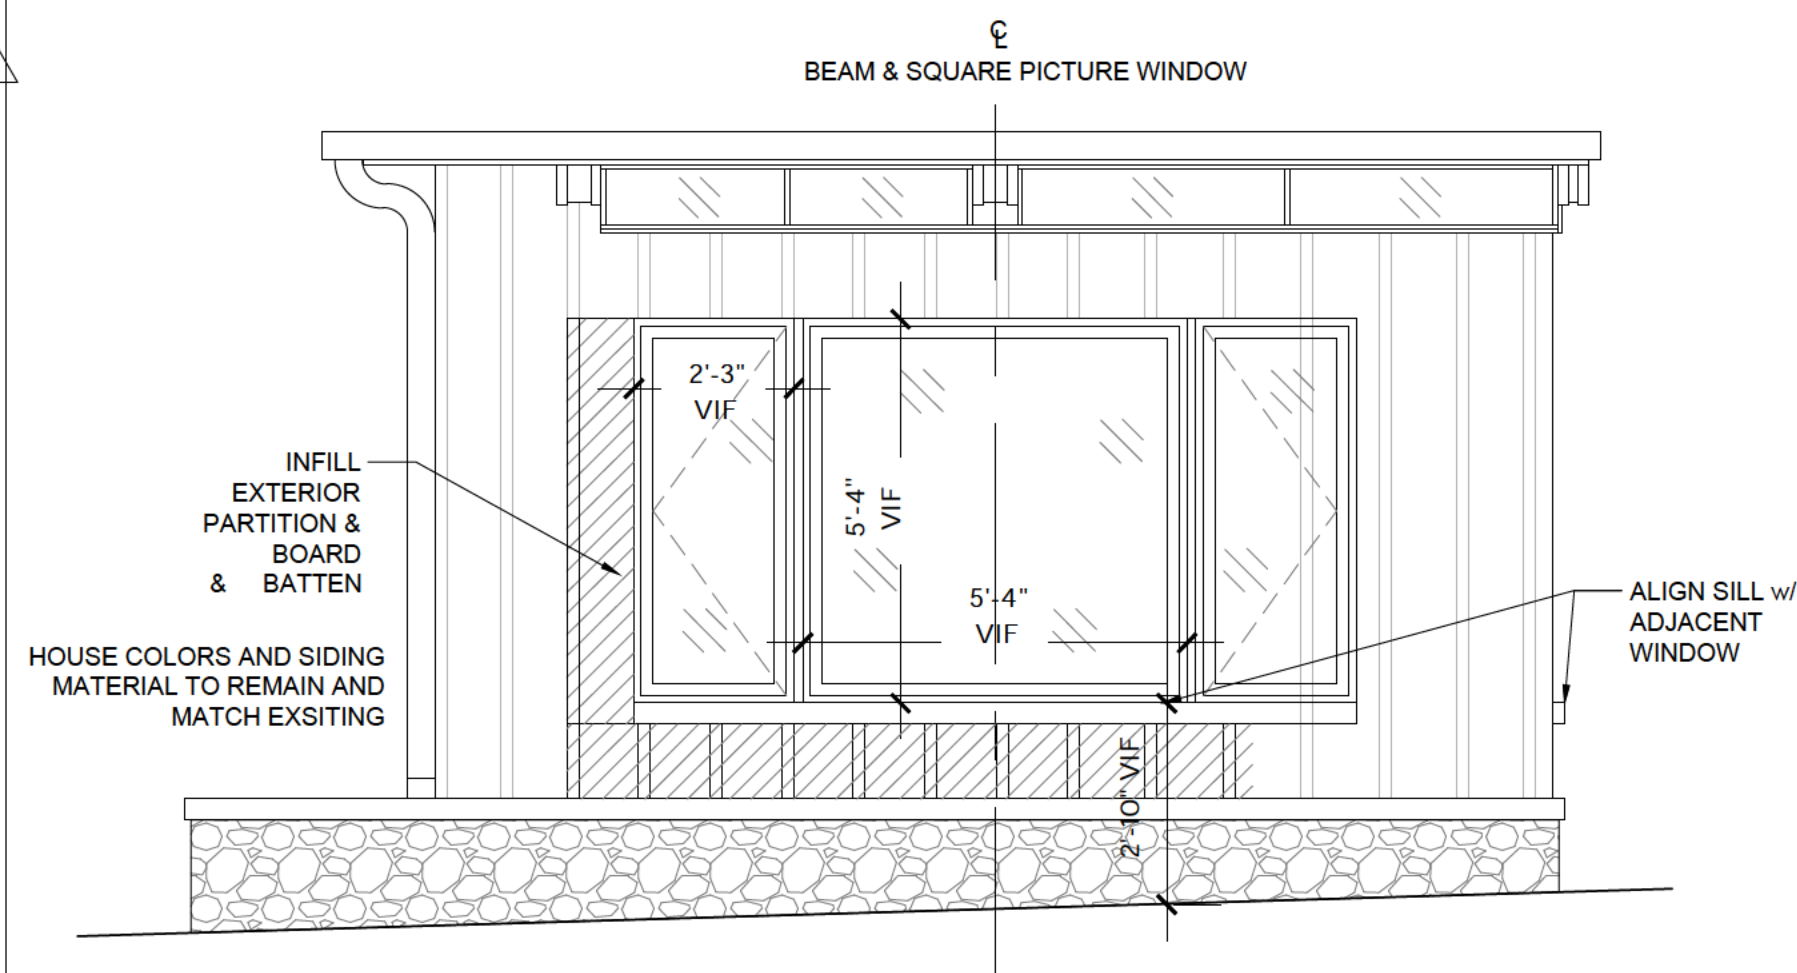 ℄
BEAM & SQUARE PICTURE WINDOW
2'-3"
VIF
INFILL
EXTERIOR
PARTITION &
BOARD
& BATTEN
5'-4"
VIF
5'-4"
VIF
ALIGN SILL w/
ADJACENT
WINDOW
HOUSE COLORS AND SIDING
MATERIAL TO REMAIN AND
MATCH EXSITING
2'-10" VIF